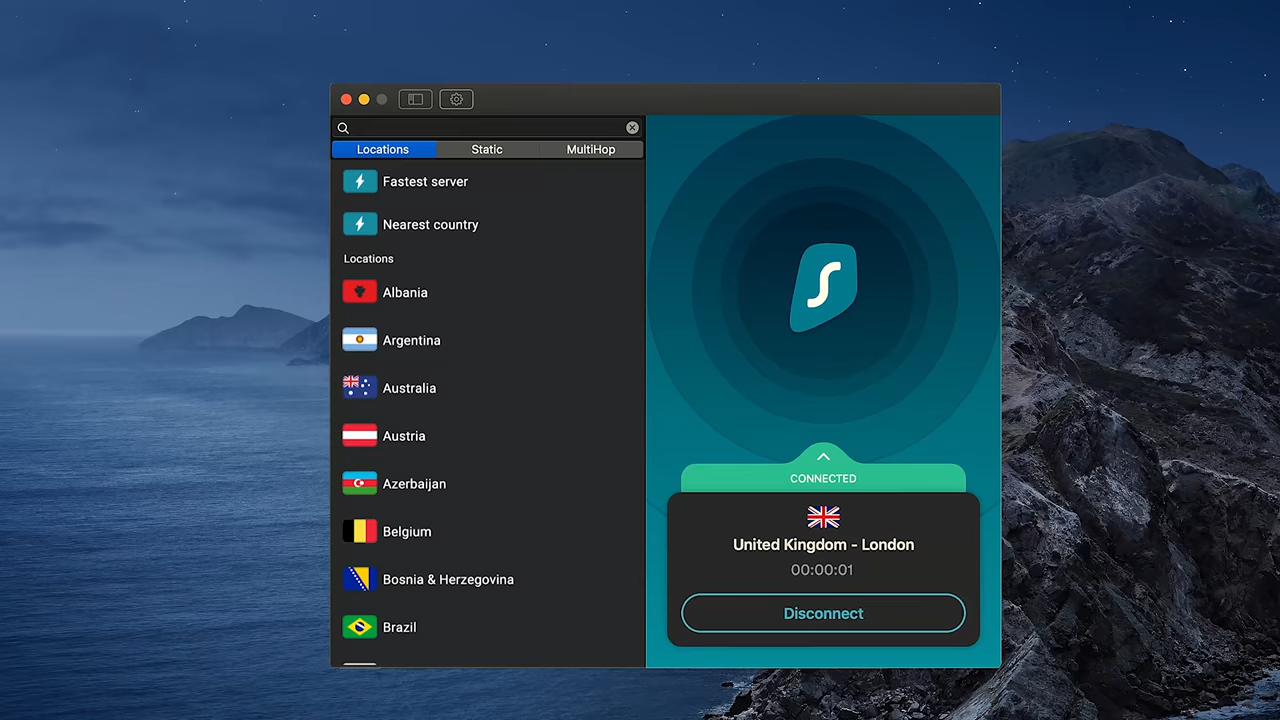 Locations
Static
MultiHop
Fastest server
Nearest country
Locations
Albania
Argentina
Australia
Austria
Azerbaijan
Belgium
Bosnia & Herzegovina
Brazil
CONNECTED
United Kingdom - London
00:00:01
Disconnect